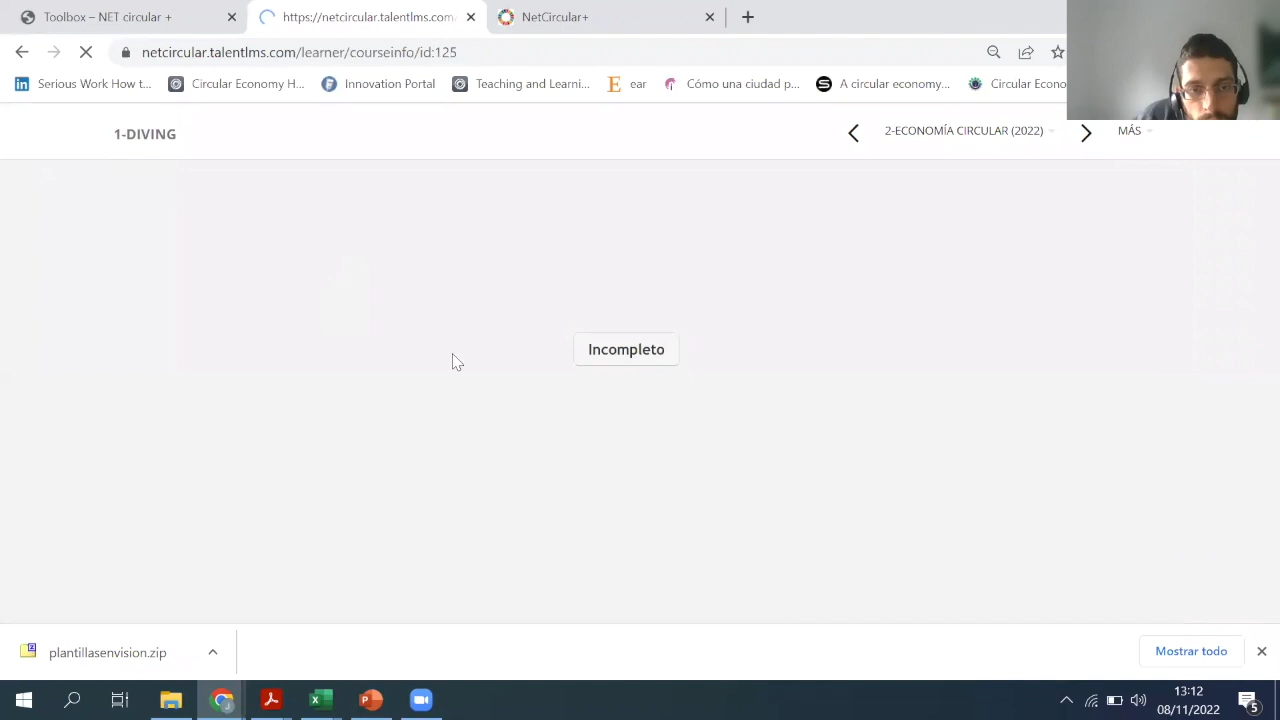 Toolbox – NET circular +
https://netcircular.talentlms.com
NetCircular+
netcircular.talentlms.com/learner/courseinfo/id:125
Serious Work How t...
Circular Economy H...
Innovation Portal
Teaching and Learni...
ear
Cómo una ciudad p...
A circular economy...
Circular Econo
1-DIVING
2-ECONOMÍA CIRCULAR (2022)
MÁS
Incompleto
plantillasenvision.zip
Mostrar todo
13:12
08/11/2022
5